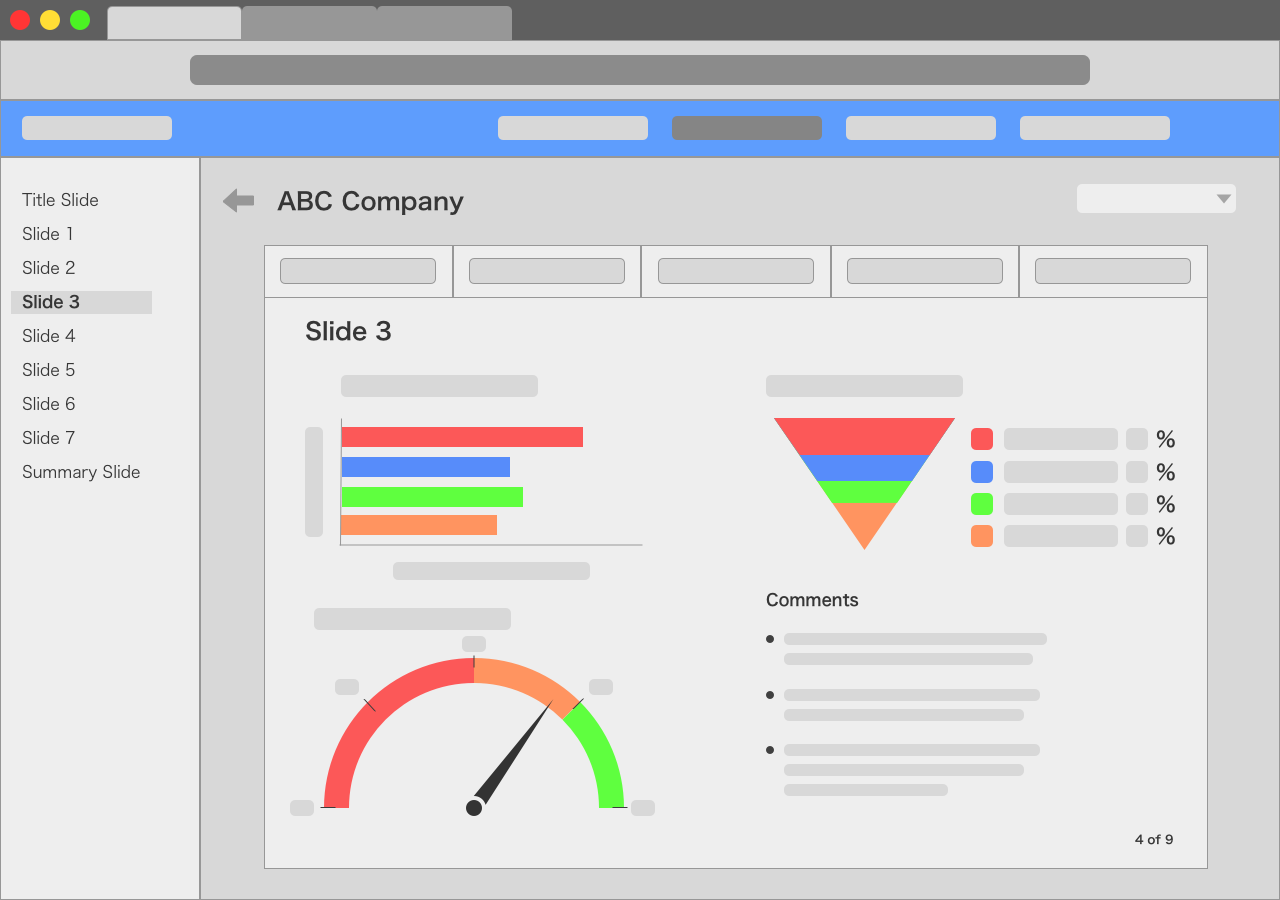 Title Slide
Slide 1
Slide 2
Slide 3
Slide 4
Slide 5
Slide 6
Slide 7
Summary Slide
ABC Company
Slide 3
%
%
%
%
Comments
4 of 9